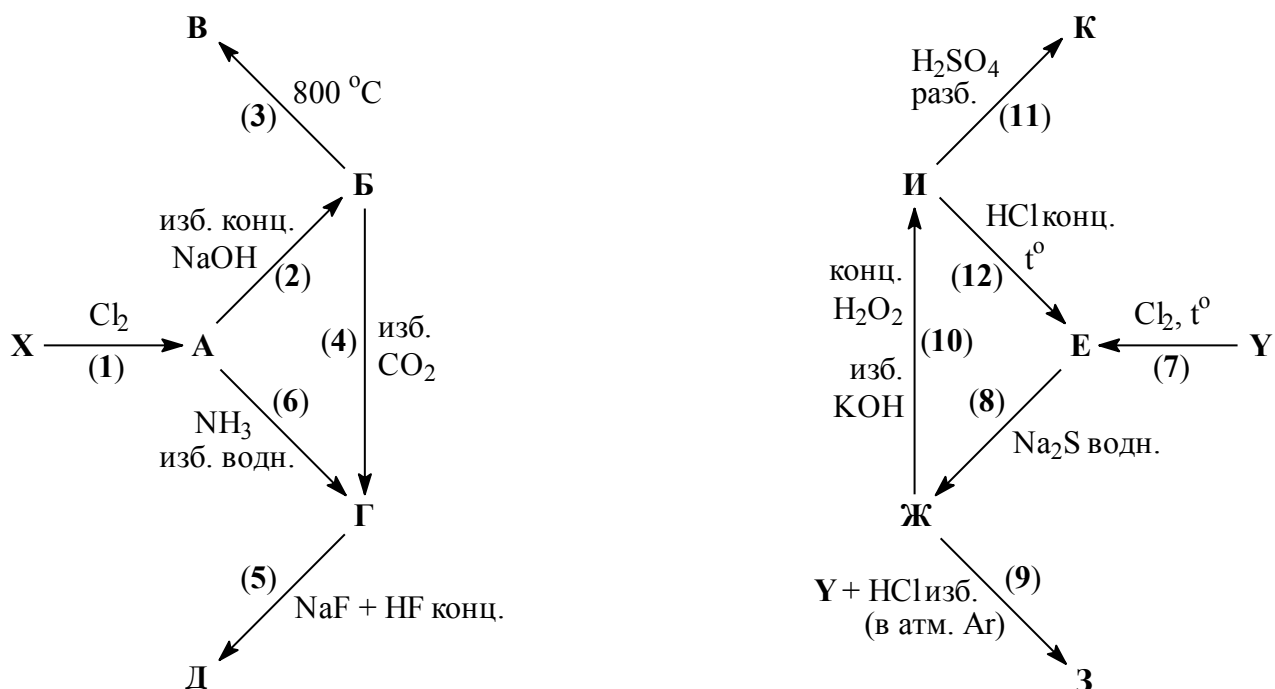 В
800 °C
(3)
Б
изб. конц.
NaOH
(2)
Cl2
X
(1)
А
(4)
изб.
CO2
(6)
NH3
изб. водн.
Г
(5)
NaF + HF конц.
Д
К
H2SO4
разб.
(11)
И
HCl конц.
t°
(12)
конц.
H2O2
(10)
изб.
KOH
Е
Cl2, t°
(7)
Y
(8)
Na2S водн.
Ж
(9)
Y + HCl изб.
(в атм. Ar)
З